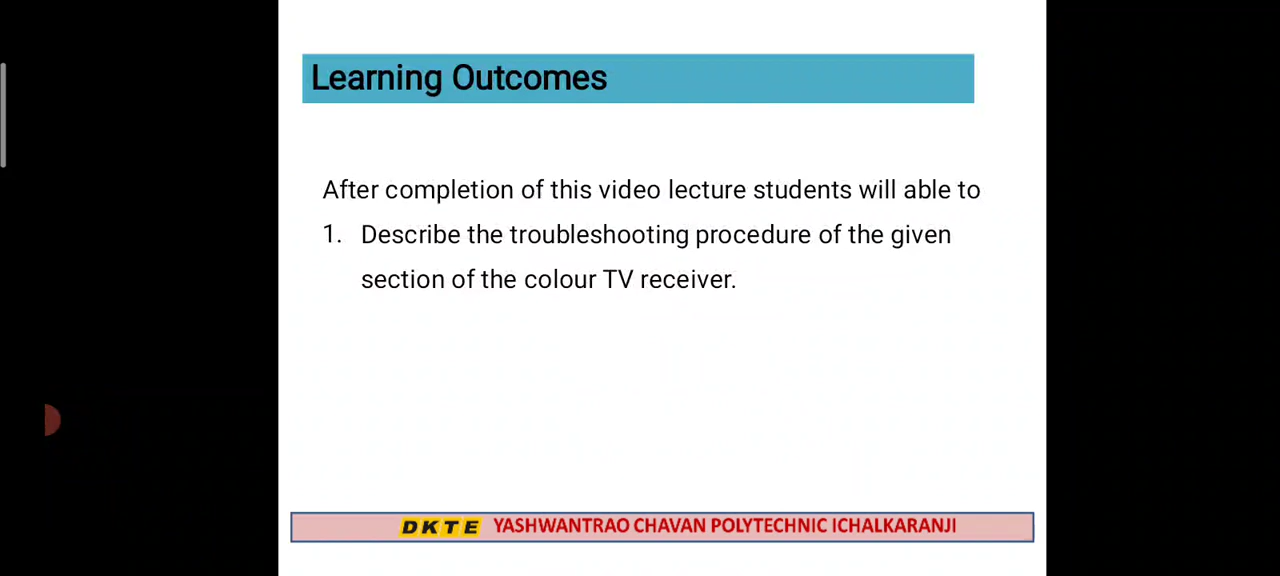 Learning Outcomes
After completion of this video lecture students will able to
1. Describe the troubleshooting procedure of the given
section of the colour TV receiver.
DKTE YASHWANTRAO CHAVAN POLYTECHNIC ICHALKARANJI